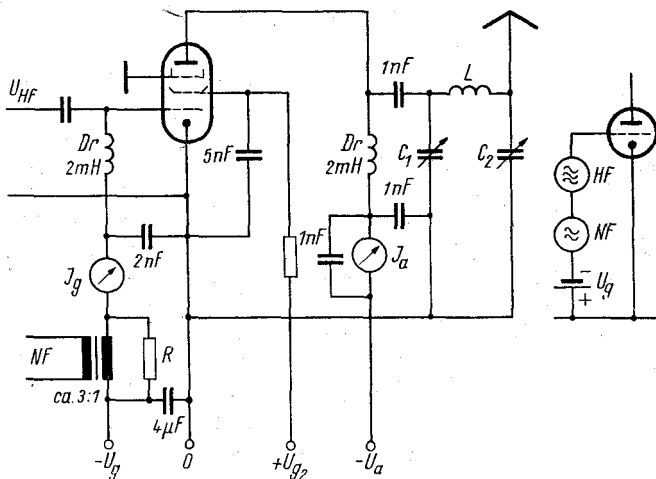 U_HF
Dr
2mH
5nF
2nF
J_g
NF
ca. 3:1
R
4µF
-U_g
0
+U_g2
-U_a
1nF
L
Dr
2mH
C_1
C_2
1nF
1nF
J_a
HF
NF
-
U_g
+